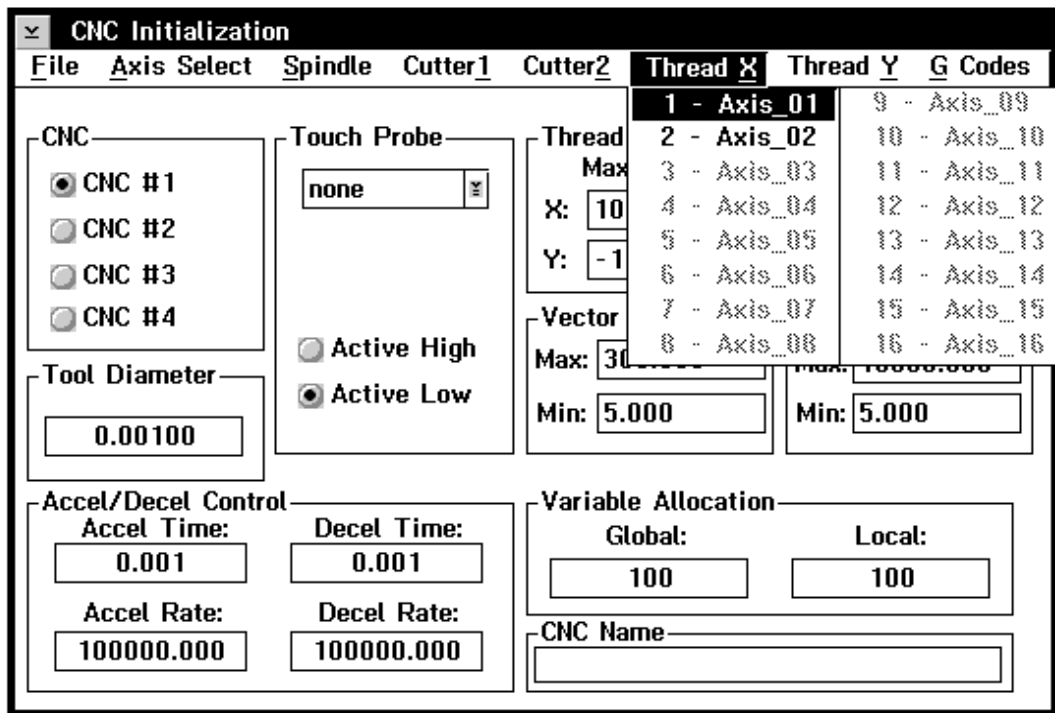 CNC Initialization
File Axis Select Spindle Cutter1 Cutter2 Thread X Thread Y G Codes
1 - Axis_01
2 - Axis_02
3 - Axis_03
4 - Axis_04
5 - Axis_05
6 - Axis_06
7 - Axis_07
8 - Axis_08
9 - Axis_09
10 - Axis_10
11 - Axis_11
12 - Axis_12
13 - Axis_13
14 - Axis_14
15 - Axis_15
16 - Axis_16
CNC
CNC #1
CNC #2
CNC #3
CNC #4
Touch Probe
none
Active High
Active Low
Thread
Max
X: 10
Y: -1
Vector
Max:
Min: 5.000
Min: 5.000
Tool Diameter
0.00100
Accel/Decel Control
Accel Time: Decel Time:
0.001 0.001
Accel Rate: Decel Rate:
100000.000 100000.000
Variable Allocation
Global: Local:
100 100
CNC Name